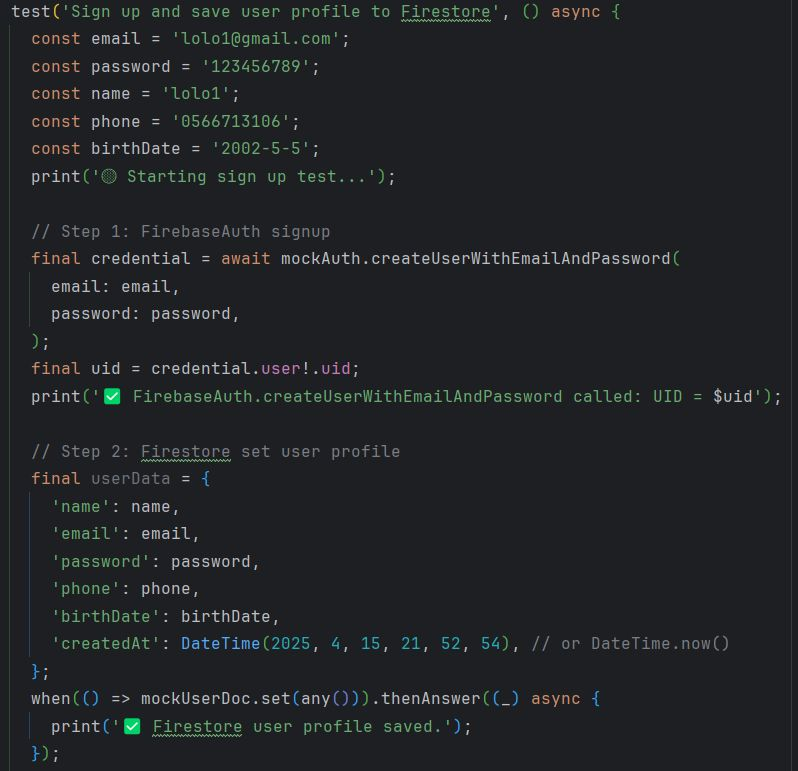 test('Sign up and save user profile to Firestore', () async {
  const email = 'lolo1@gmail.com';
  const password = '123456789';
  const name = 'lolo1';
  const phone = '0566713106';
  const birthDate = '2002-5-5';
  print('🟢 Starting sign up test...');

  // Step 1: FirebaseAuth signup
  final credential = await mockAuth.createUserWithEmailAndPassword(
    email: email,
    password: password,
  );
  final uid = credential.user!.uid;
  print('✅ FirebaseAuth.createUserWithEmailAndPassword called: UID = $uid');

  // Step 2: Firestore set user profile
  final userData = {
    'name': name,
    'email': email,
    'password': password,
    'phone': phone,
    'birthDate': birthDate,
    'createdAt': DateTime(2025, 4, 15, 21, 52, 54), // or DateTime.now()
  };
  when(() => mockUserDoc.set(any())).thenAnswer((_) async {
    print('✅ Firestore user profile saved.');
  });